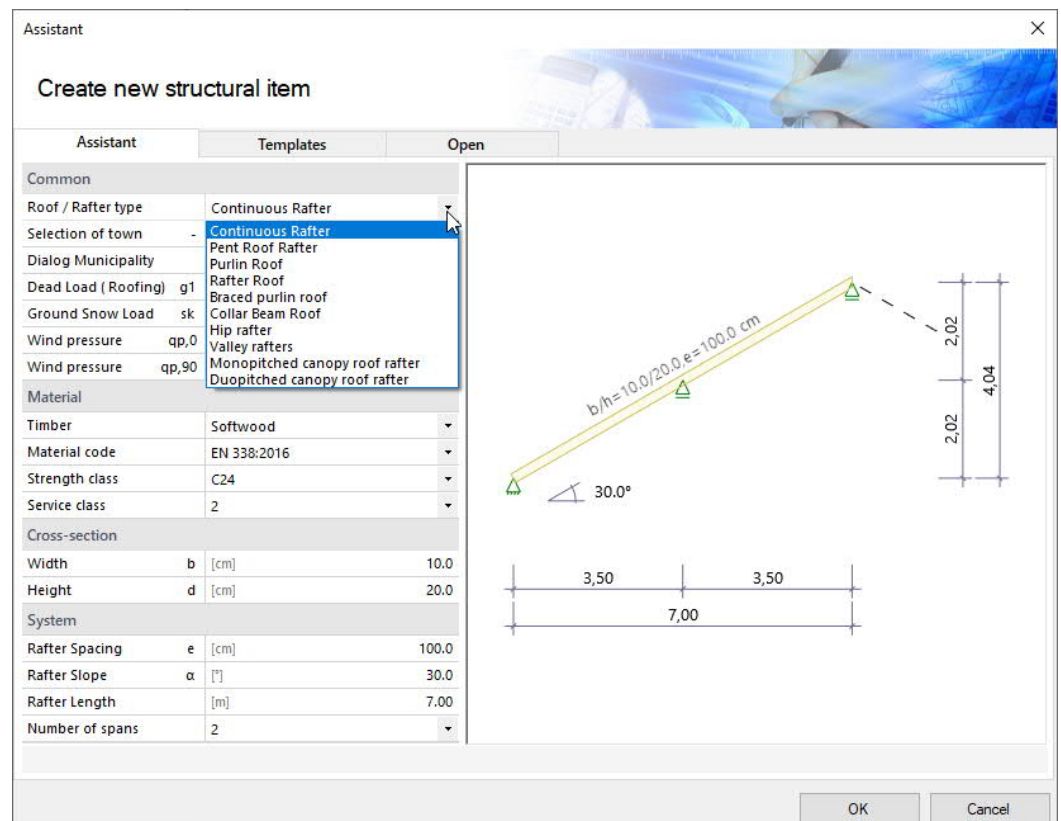 Assistant
Create new structural item
Assistant Templates Open
Common
Roof / Rafter type Continuous Rafter
Selection of town -
Dialog Municipality
Dead Load ( Roofing) g1
Ground Snow Load sk
Wind pressure qp,0
Wind pressure qp,90
Continuous Rafter
Pent Roof Rafter
Purlin Roof
Rafter Roof
Braced purlin roof
Collar Beam Roof
Hip rafter
Valley rafters
Monopitched canopy roof rafter
Duopitched canopy roof rafter
Material
Timber Softwood
Material code EN 338:2016
Strength class C24
Service class 2
Cross-section
Width b [cm] 10.0
Height d [cm] 20.0
System
Rafter Spacing e [cm] 100.0
Rafter Slope α [°] 30.0
Rafter Length [m] 7.00
Number of spans 2
b/h=10.0/20.0,e=100.0 cm
30.0°
2,02
4,04
2,02
3,50 3,50
7,00
OK Cancel